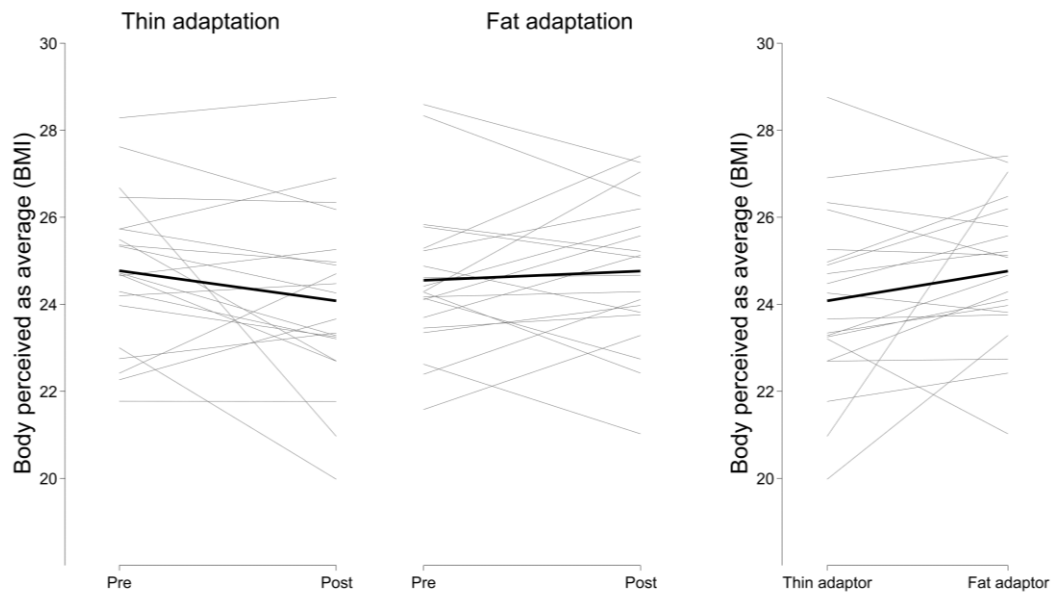 Thin adaptation
Fat adaptation
Body perceived as average (BMI)
30
28
26
24
22
20
Pre
Post
Pre
Post
Body perceived as average (BMI)
30
28
26
24
22
20
Thin adaptor
Fat adaptor